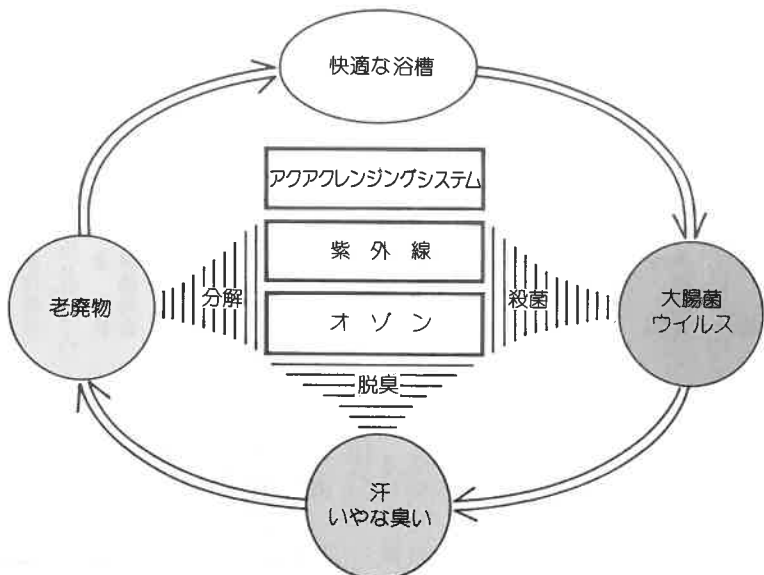 快適な浴槽
アクアクレンジングシステム
紫外線
オゾン
分解
殺菌
脱臭
老廃物
大腸菌
ウイルス
汗
いやな臭い